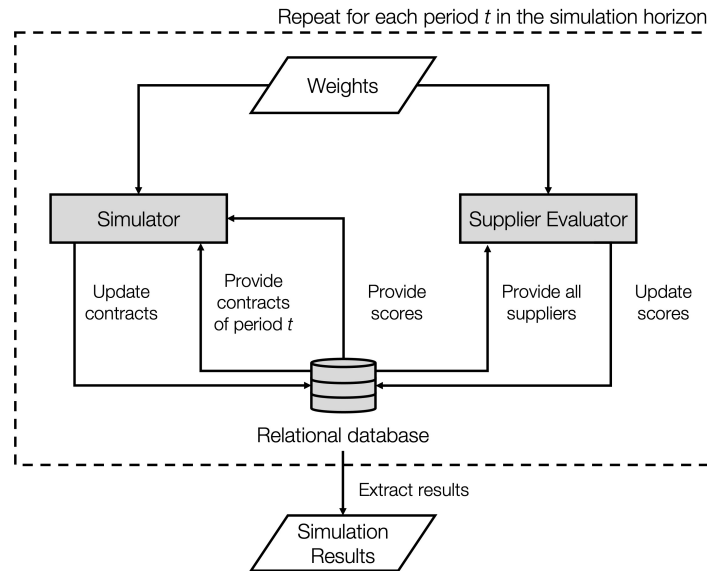 Repeat for each period t in the simulation horizon
Weights
Simulator
Supplier Evaluator
Update
contracts
Provide
contracts
of period t
Provide
scores
Provide all
suppliers
Update
scores
Relational database
Extract results
Simulation
Results